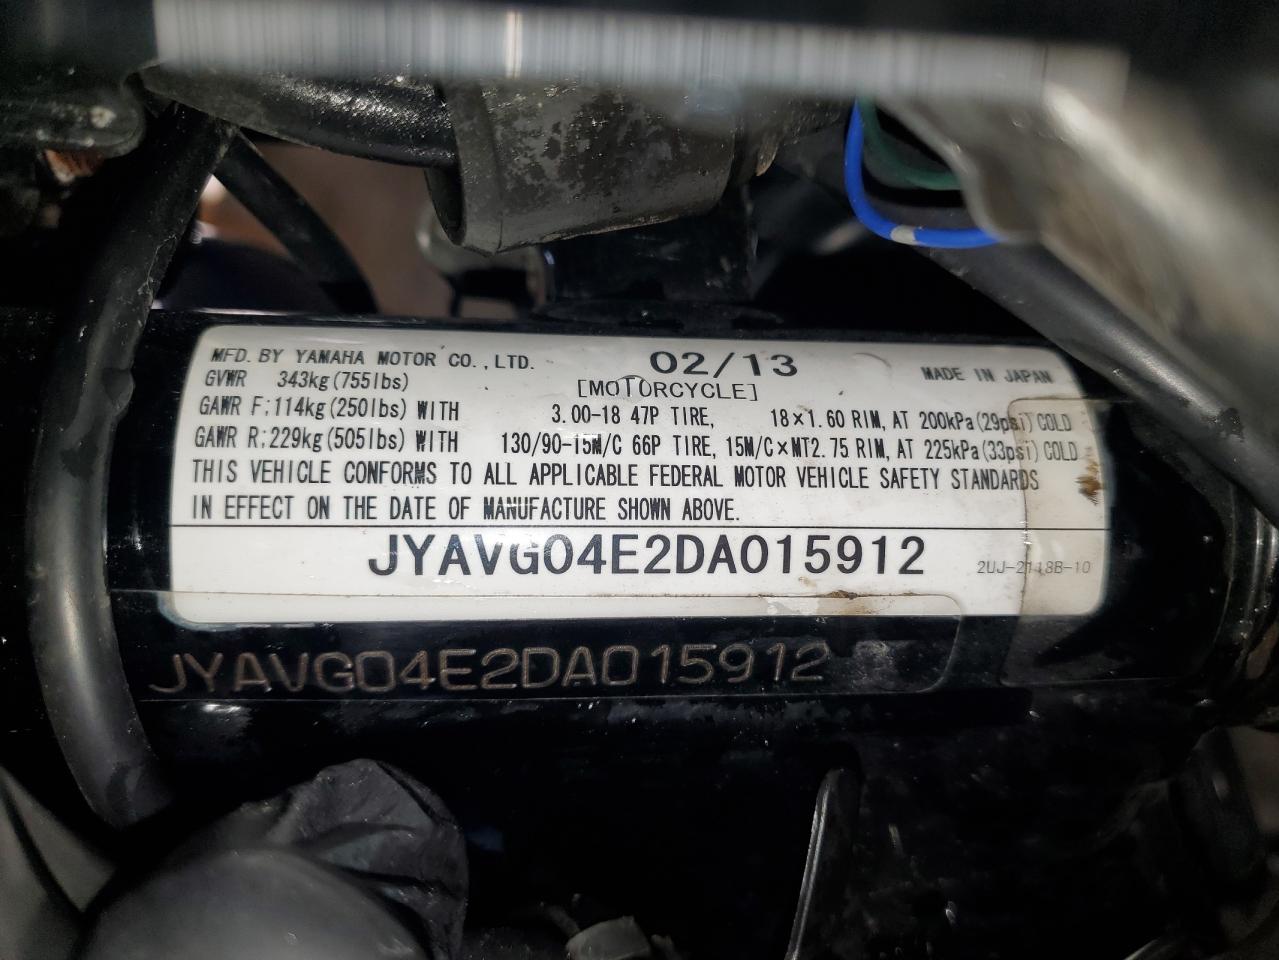 MFD. BY YAMAHA MOTOR CO.,LTD. 02/13 MADE IN JAPAN
GVWR 343kg(755lbs) [MOTORCYCLE]
GAWR F:114kg(250lbs) WITH 3.00-18 47P TIRE, 18×1.60 RIM, AT 200kPa(29psi) COLD
GAWR R:229kg(505lbs) WITH 130/90-15M/C 66P TIRE, 15M/C×MT2.75 RIM, AT 225kPa(33psi) COLD
THIS VEHICLE CONFORMS TO ALL APPLICABLE FEDERAL MOTOR VEHICLE SAFETY STANDARDS
IN EFFECT ON THE DATE OF MANUFACTURE SHOWN ABOVE.
JYAVG04E2DA015912 2UJ-2118B-10
JYAVG04E2DA015912